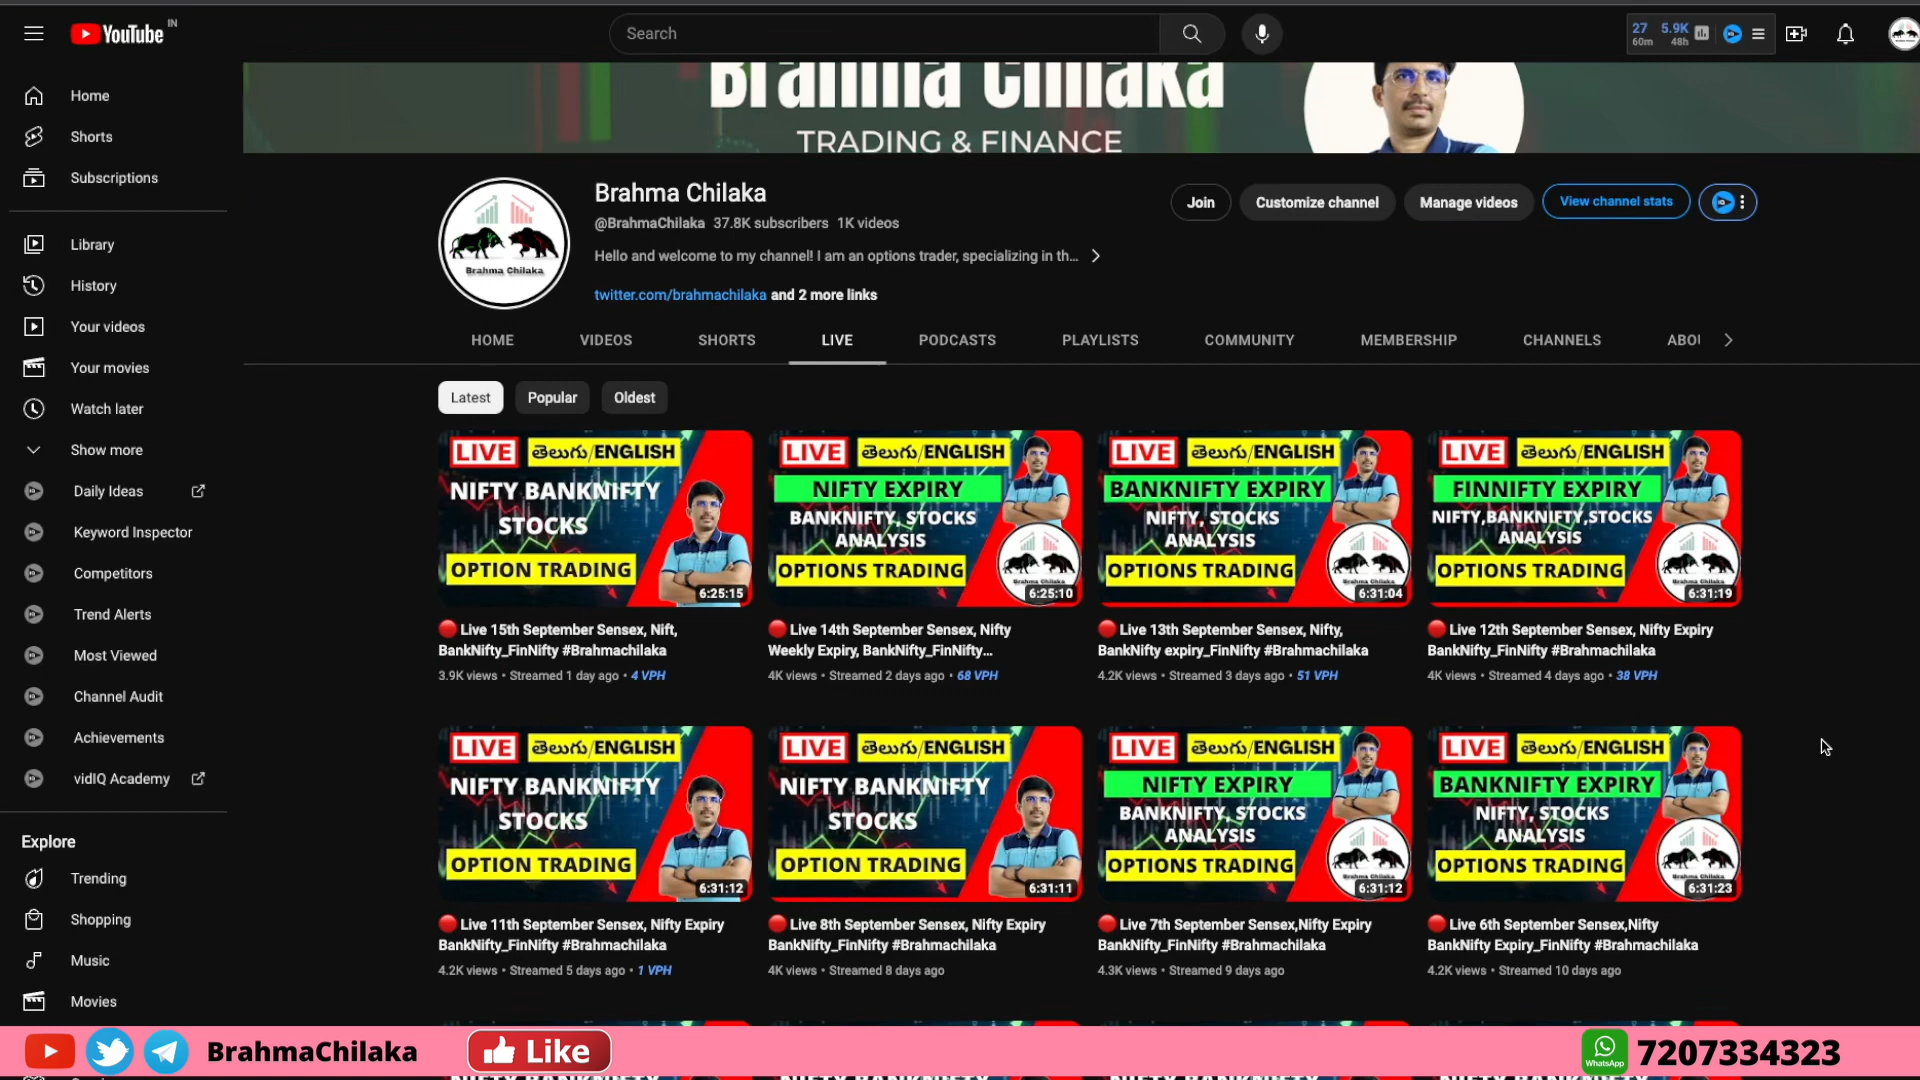 YouTube IN
Search
27 5.9K
60m 48h
Home
Shorts
Subscriptions
Library
History
Your videos
Your movies
Watch later
Show more
Daily Ideas
Keyword Inspector
Competitors
Trend Alerts
Most Viewed
Channel Audit
Achievements
vidIQ Academy
Explore
Trending
Shopping
Music
Movies
Brahma Chilaka
TRADING & FINANCE
Brahma Chilaka
Brahma Chilaka
@BrahmaChilaka 37.8K subscribers 1K videos
Hello and welcome to my channel! I am an options trader, specializing in th...
twitter.com/brahmachilaka and 2 more links
Join
Customize channel
Manage videos
View channel stats
HOME VIDEOS SHORTS LIVE PODCASTS PLAYLISTS COMMUNITY MEMBERSHIP CHANNELS ABOU
Latest Popular Oldest
LIVE తెలుగు/ENGLISH
NIFTY BANKNIFTY
STOCKS
OPTION TRADING
6:25:15
🔴 Live 15th September Sensex, Nift,
BankNifty_FinNifty #Brahmachilaka
3.9K views • Streamed 1 day ago • 4 VPH
LIVE తెలుగు/ENGLISH
NIFTY EXPIRY
BANKNIFTY, STOCKS
ANALYSIS
OPTIONS TRADING
Brahma Chilaka
6:25:10
🔴 Live 14th September Sensex, Nifty
Weekly Expiry, BankNifty_FinNifty...
4K views • Streamed 2 days ago • 68 VPH
LIVE తెలుగు/ENGLISH
BANKNIFTY EXPIRY
NIFTY, STOCKS
ANALYSIS
OPTIONS TRADING
Brahma Chilaka
6:31:04
🔴 Live 13th September Sensex, Nifty,
BankNifty expiry_FinNifty #Brahmachilaka
4.2K views • Streamed 3 days ago • 51 VPH
LIVE తెలుగు/ENGLISH
FINNIFTY EXPIRY
NIFTY,BANKNIFTY,STOCKS
ANALYSIS
OPTIONS TRADING
Brahma Chilaka
6:31:19
🔴 Live 12th September Sensex, Nifty Expiry
BankNifty_FinNifty #Brahmachilaka
4K views • Streamed 4 days ago • 38 VPH
LIVE తెలుగు/ENGLISH
NIFTY BANKNIFTY
STOCKS
OPTION TRADING
6:31:12
🔴 Live 11th September Sensex, Nifty Expiry
BankNifty_FinNifty #Brahmachilaka
4.2K views • Streamed 5 days ago • 1 VPH
LIVE తెలుగు/ENGLISH
NIFTY BANKNIFTY
STOCKS
OPTION TRADING
6:31:11
🔴 Live 8th September Sensex, Nifty Expiry
BankNifty_FinNifty #Brahmachilaka
4K views • Streamed 8 days ago
LIVE తెలుగు/ENGLISH
NIFTY EXPIRY
BANKNIFTY, STOCKS
ANALYSIS
OPTIONS TRADING
Brahma Chilaka
6:31:12
🔴 Live 7th September Sensex,Nifty Expiry
BankNifty_FinNifty #Brahmachilaka
4.3K views • Streamed 9 days ago
LIVE తెలుగు/ENGLISH
BANKNIFTY EXPIRY
NIFTY, STOCKS
ANALYSIS
OPTIONS TRADING
Brahma Chilaka
6:31:23
🔴 Live 6th September Sensex,Nifty
BankNifty Expiry_FinNifty #Brahmachilaka
4.2K views • Streamed 10 days ago
BrahmaChilaka
Like
WhatsApp
7207334323